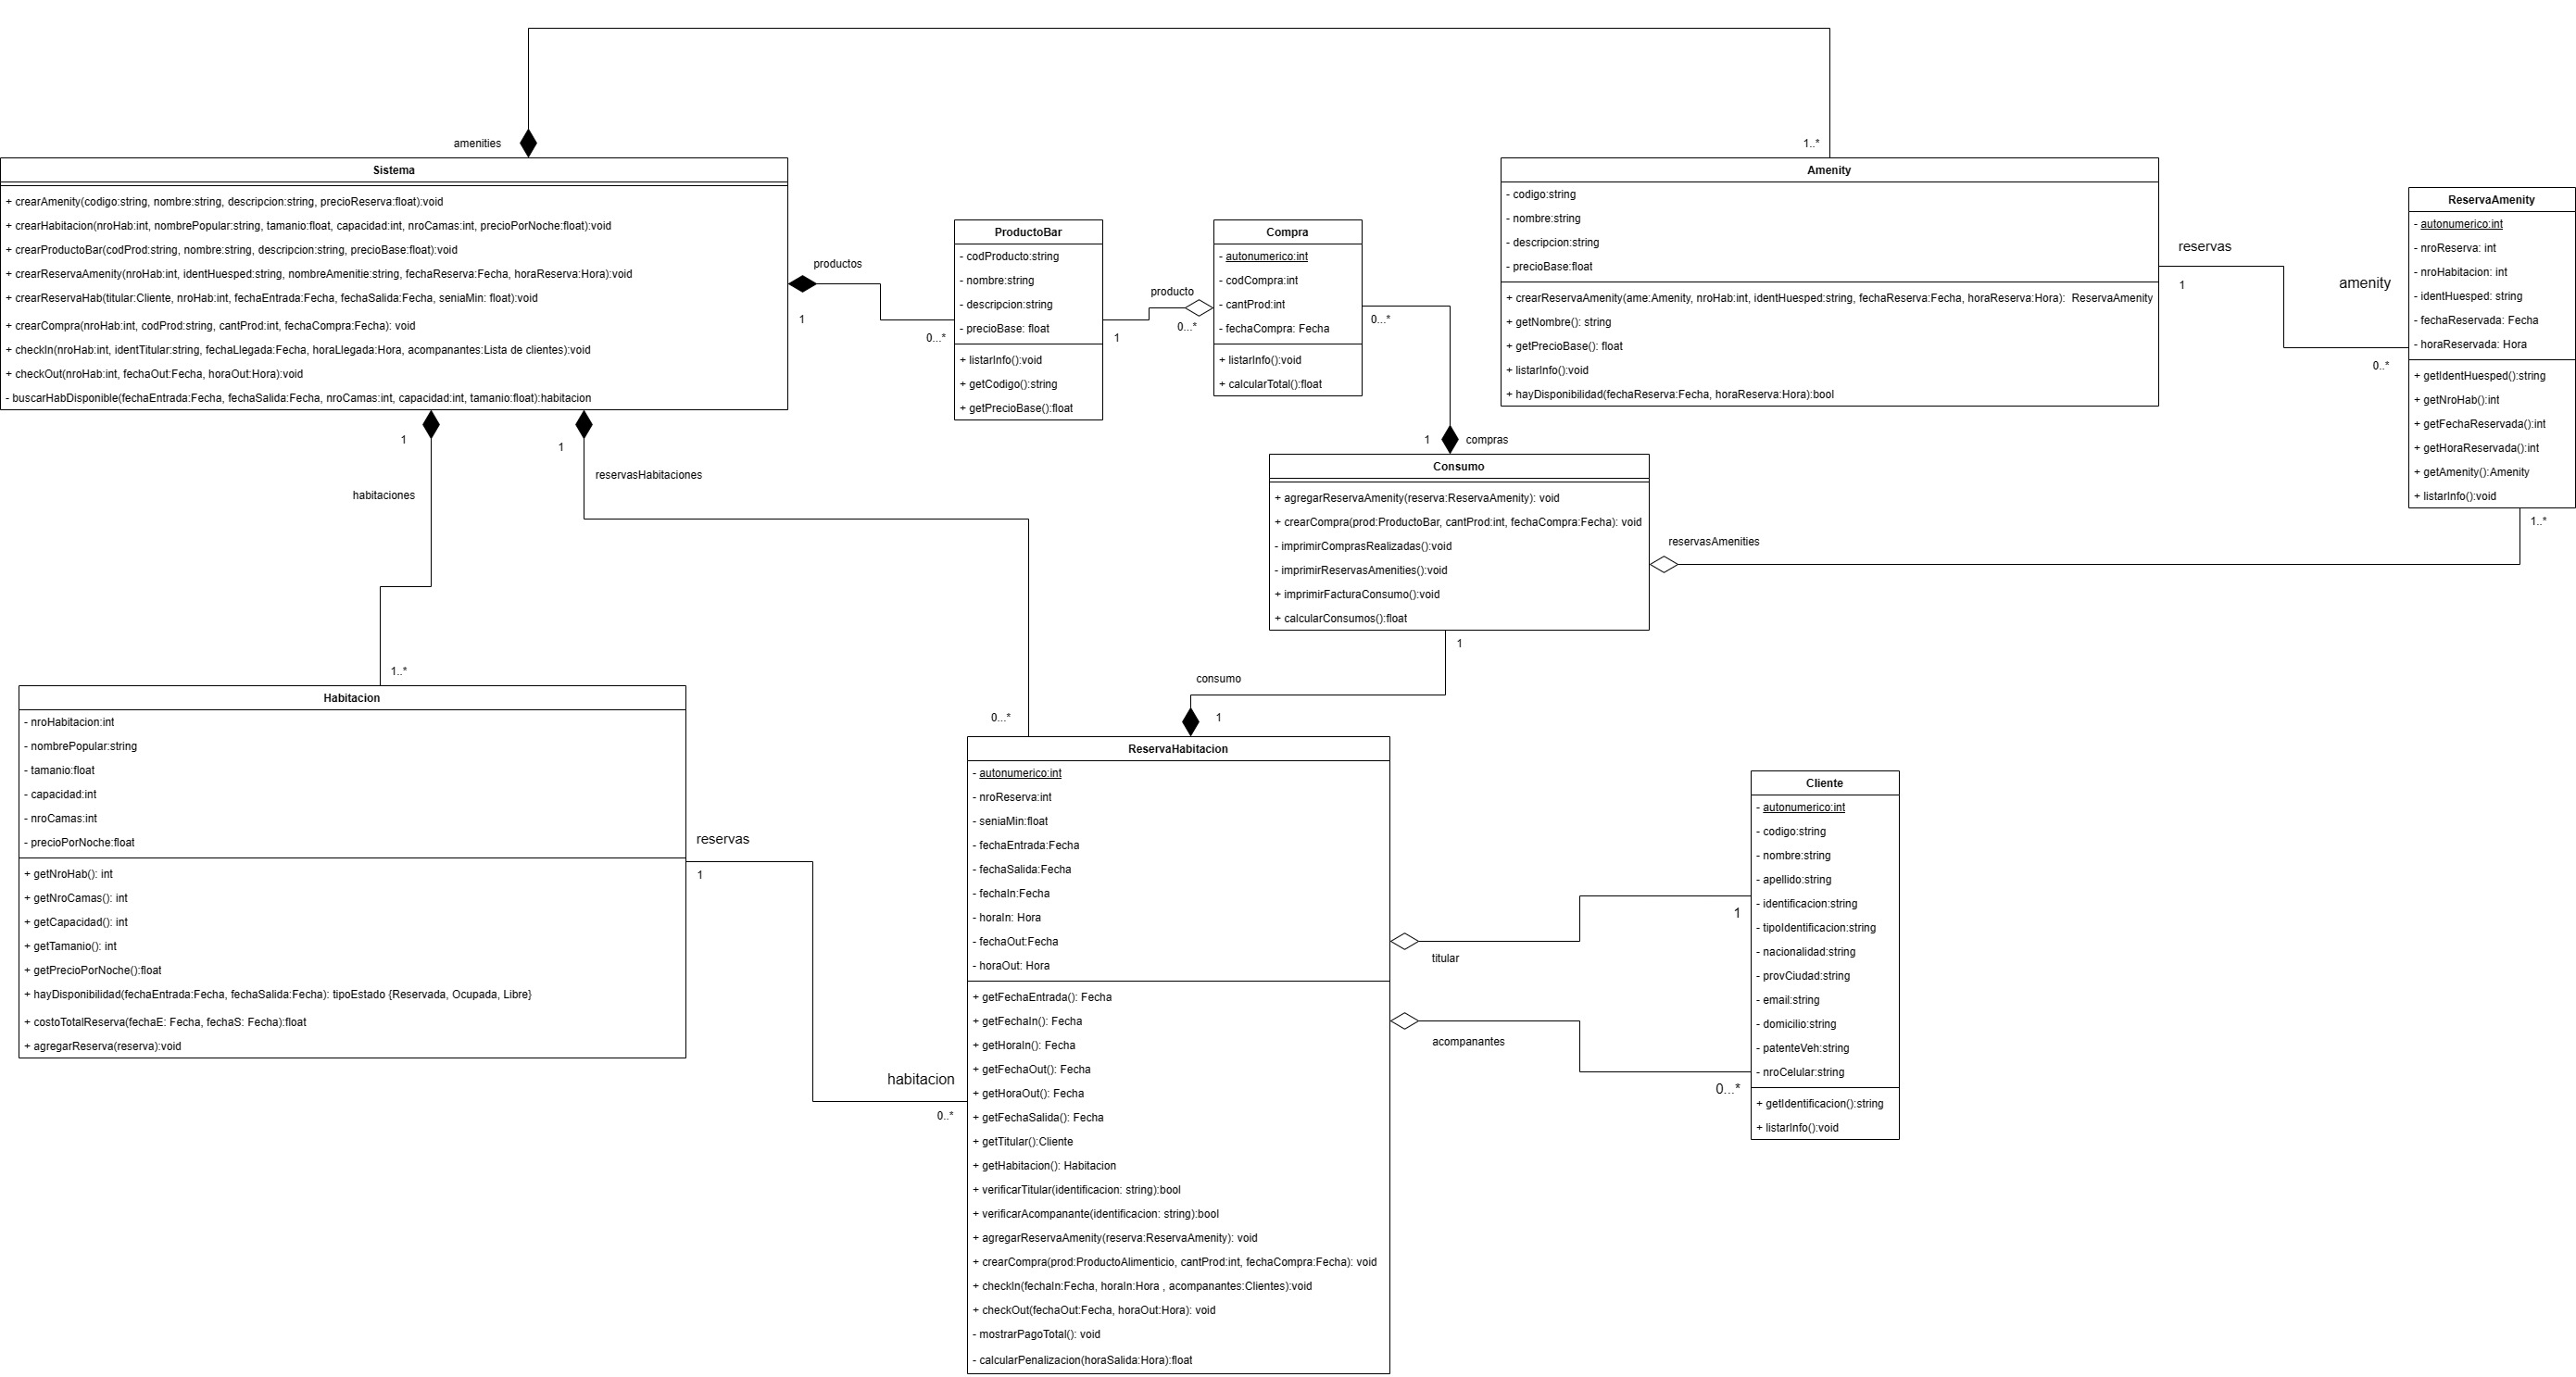 amenities
1..*
Sistema
+ crearAmenity(codigo:string, nombre:string, descripcion:string, precioReserva:float):void
+ crearHabitacion(nroHab:int, nombrePopular:string, tamanio:float, capacidad:int, nroCamas:int, precioPorNoche:float):void
+ crearProductoBar(codProd:string, nombre:string, descripcion:string, precioBase:float):void
+ crearReservaAmenity(nroHab:int, identHuesped:string, nombreAmenitie:string, fechaReserva:Fecha, horaReserva:Hora):void
+ crearReservaHab(titular:Cliente, nroHab:int, fechaEntrada:Fecha, fechaSalida:Fecha, seniaMin: float):void
+ crearCompra(nroHab:int, codProd:string, cantProd:int, fechaCompra:Fecha): void
+ checkIn(nroHab:int, identTitular:string, fechaLlegada:Fecha, horaLlegada:Hora, acompanantes:Lista de clientes):void
+ checkOut(nroHab:int, fechaOut:Fecha, horaOut:Hora):void
- buscarHabDisponible(fechaEntrada:Fecha, fechaSalida:Fecha, nroCamas:int, capacidad:int, tamanio:float):habitacion
productos
1
0...*
ProductoBar
- codProducto:string
- nombre:string
- descripcion:string
- precioBase: float
+ listarInfo():void
+ getCodigo():string
+ getPrecioBase():float
producto
1
0...*
Compra
- autonumerico:int
- codCompra:int
- cantProd:int
- fechaCompra: Fecha
+ listarInfo():void
+ calcularTotal():float
0...*
1
compras
Amenity
- codigo:string
- nombre:string
- descripcion:string
- precioBase:float
+ crearReservaAmenity(ame:Amenity, nroHab:int, identHuesped:string, fechaReserva:Fecha, horaReserva:Hora): ReservaAmenity
+ getNombre(): string
+ getPrecioBase(): float
+ listarInfo():void
+ hayDisponibilidad(fechaReserva:Fecha, horaReserva:Hora):bool
reservas
1
amenity
0..*
ReservaAmenity
- autonumerico:int
- nroReserva: int
- nroHabitacion: int
- identHuesped: string
- fechaReservada: Fecha
- horaReservada: Hora
+ getIdentHuesped():string
+ getNroHab():int
+ getFechaReservada():int
+ getHoraReservada():int
+ getAmenity():Amenity
+ listarInfo():void
1..*
reservasAmenities
Consumo
+ agregarReservaAmenity(reserva:ReservaAmenity): void
+ crearCompra(prod:ProductoBar, cantProd:int, fechaCompra:Fecha): void
- imprimirComprasRealizadas():void
- imprimirReservasAmenities():void
+ imprimirFacturaConsumo():void
+ calcularConsumos():float
1
consumo
1
1
habitaciones
1..*
1
reservasHabitaciones
0...*
Habitacion
- nroHabitacion:int
- nombrePopular:string
- tamanio:float
- capacidad:int
- nroCamas:int
- precioPorNoche:float
+ getNroHab(): int
+ getNroCamas(): int
+ getCapacidad(): int
+ getTamanio(): int
+ getPrecioPorNoche():float
+ hayDisponibilidad(fechaEntrada:Fecha, fechaSalida:Fecha): tipoEstado {Reservada, Ocupada, Libre}
+ costoTotalReserva(fechaE: Fecha, fechaS: Fecha):float
+ agregarReserva(reserva):void
reservas
1
habitacion
0..*
ReservaHabitacion
- autonumerico:int
- nroReserva:int
- seniaMin:float
- fechaEntrada:Fecha
- fechaSalida:Fecha
- fechaIn:Fecha
- horaIn: Hora
- fechaOut:Fecha
- horaOut: Hora
+ getFechaEntrada(): Fecha
+ getFechaIn(): Fecha
+ getHoraIn(): Fecha
+ getFechaOut(): Fecha
+ getHoraOut(): Fecha
+ getFechaSalida(): Fecha
+ getTitular():Cliente
+ getHabitacion(): Habitacion
+ verificarTitular(identificacion: string):bool
+ verificarAcompanante(identificacion: string):bool
+ agregarReservaAmenity(reserva:ReservaAmenity): void
+ crearCompra(prod:ProductoAlimenticio, cantProd:int, fechaCompra:Fecha): void
+ checkIn(fechaIn:Fecha, horaIn:Hora , acompanantes:Clientes):void
+ checkOut(fechaOut:Fecha, horaOut:Hora): void
- mostrarPagoTotal(): void
- calcularPenalizacion(horaSalida:Hora):float
titular
1
acompanantes
0...*
Cliente
- autonumerico:int
- codigo:string
- nombre:string
- apellido:string
- identificacion:string
- tipoIdentificacion:string
- nacionalidad:string
- provCiudad:string
- email:string
- domicilio:string
- patenteVeh:string
- nroCelular:string
+ getIdentificacion():string
+ listarInfo():void